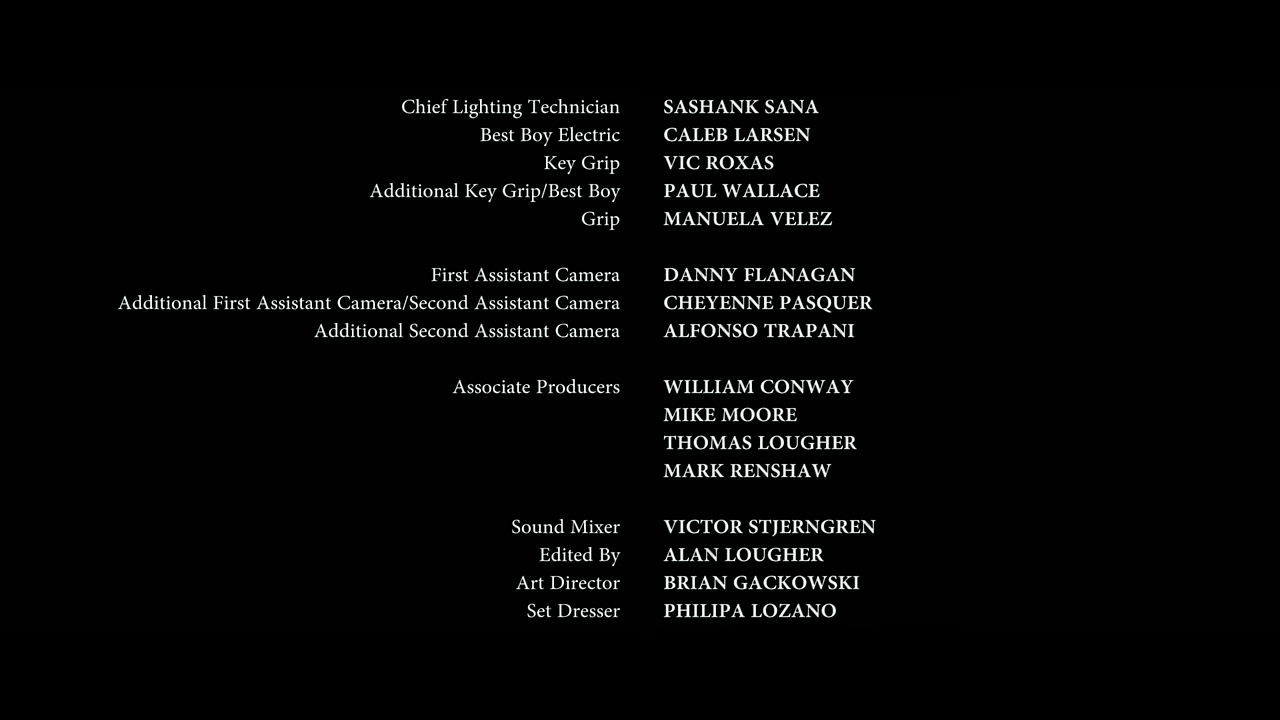 Chief Lighting Technician SASHANK SANA
Best Boy Electric CALEB LARSEN
Key Grip VIC ROXAS
Additional Key Grip/Best Boy PAUL WALLACE
Grip MANUELA VELEZ
First Assistant Camera DANNY FLANAGAN
Additional First Assistant Camera/Second Assistant Camera CHEYENNE PASQUER
Additional Second Assistant Camera ALFONSO TRAPANI
Associate Producers WILLIAM CONWAY
MIKE MOORE
THOMAS LOUGHER
MARK RENSHAW
Sound Mixer VICTOR STJERNGREN
Edited By ALAN LOUGHER
Art Director BRIAN GACKOWSKI
Set Dresser PHILIPA LOZANO